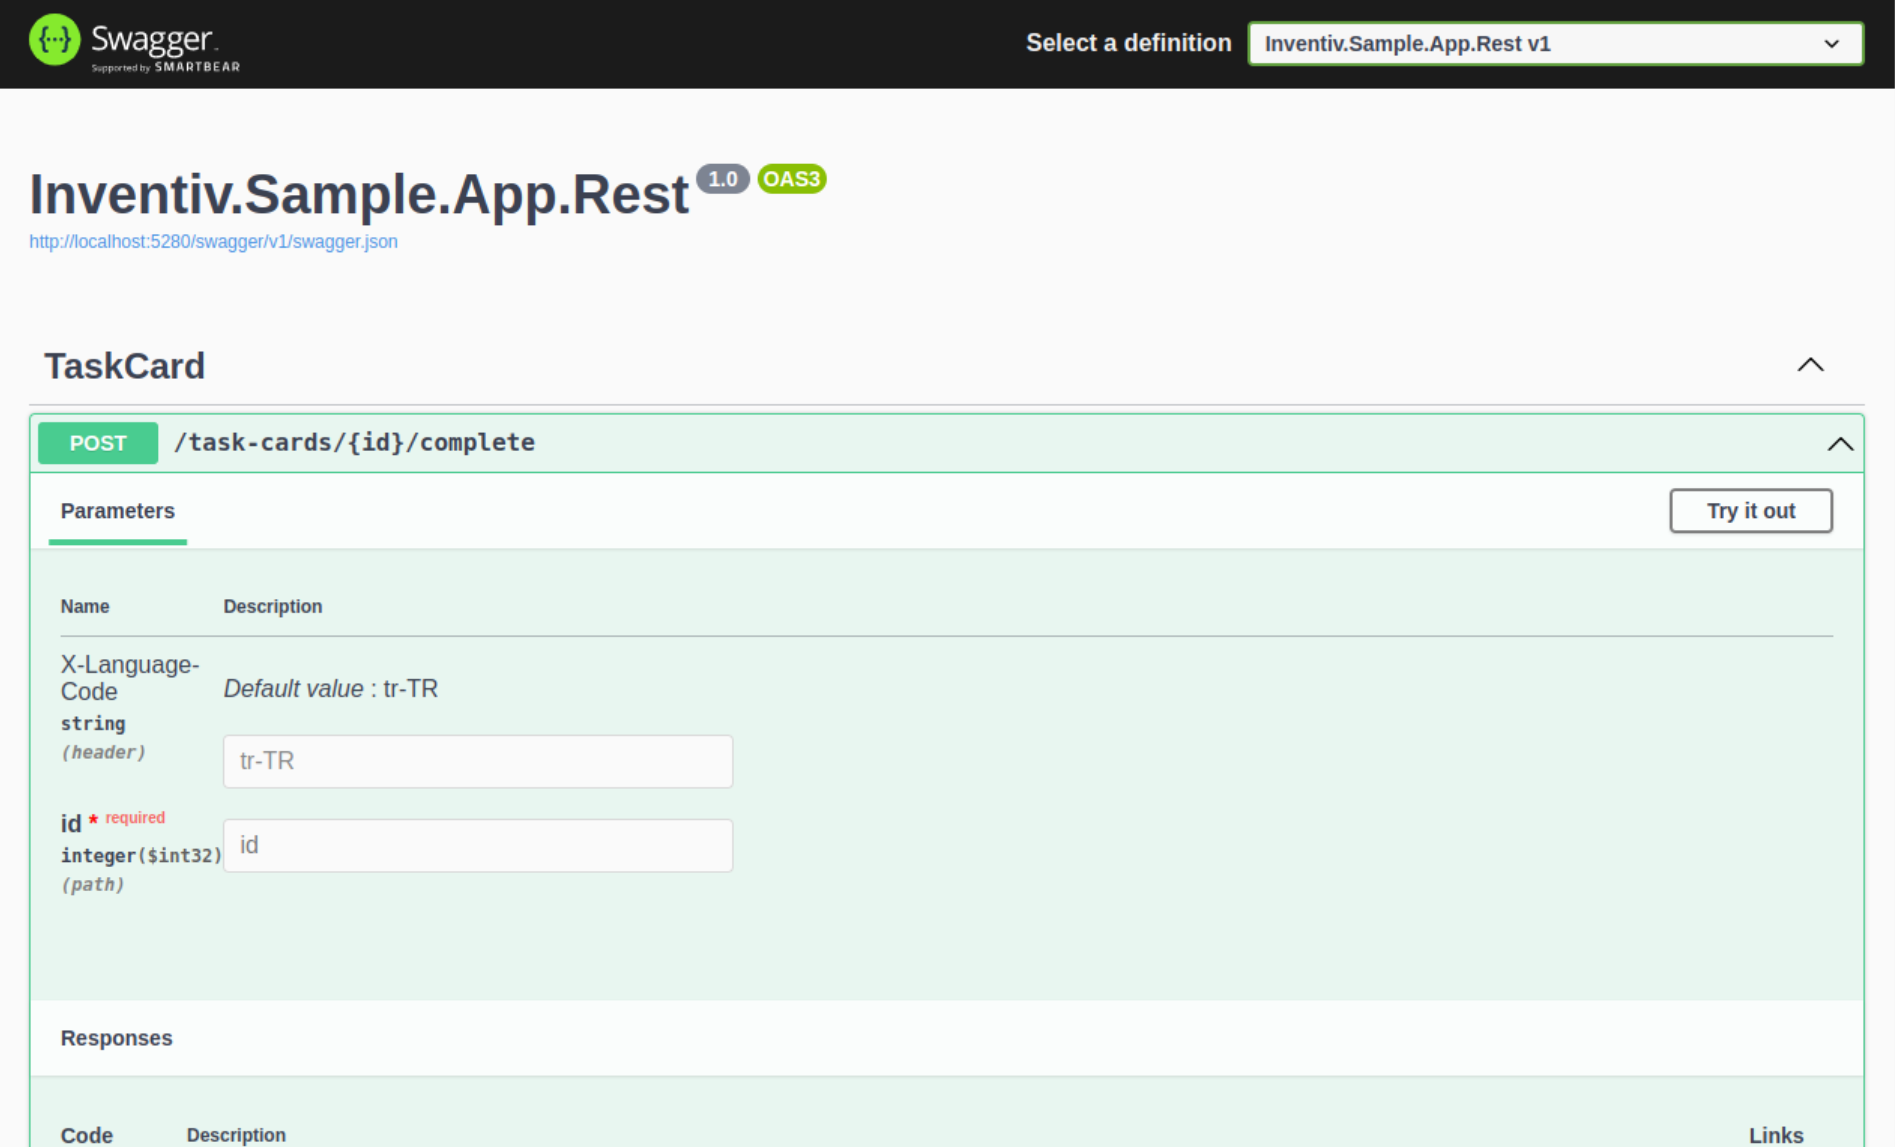 {···} Swagger.
Supported by SMARTBEAR
Select a definition
Inventiv.Sample.App.Rest v1
Inventiv.Sample.App.Rest 1.0 OAS3
http://localhost:5280/swagger/v1/swagger.json
TaskCard
POST /task-cards/{id}/complete
Parameters
Try it out
Name Description
X-Language-
Code
string
(header)
Default value : tr-TR
tr-TR
id * required
integer($int32)
(path)
id
Responses
Code Description Links